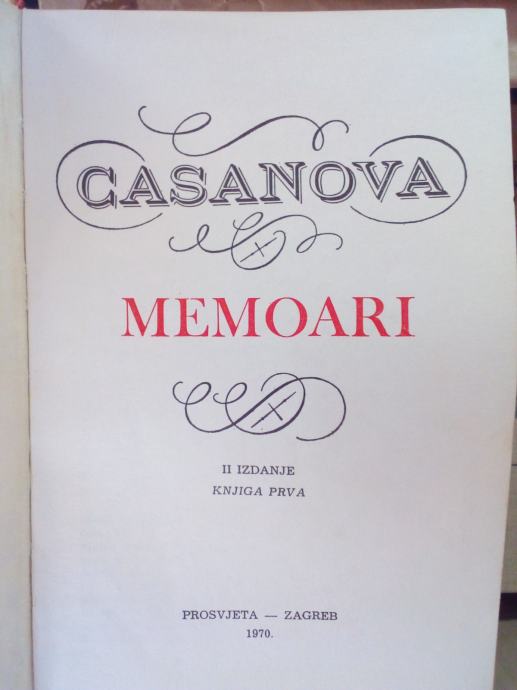 CASANOVA
MEMOARI
II IZDANJE
KNJIGA PRVA
PROSVJETA — ZAGREB
1970.